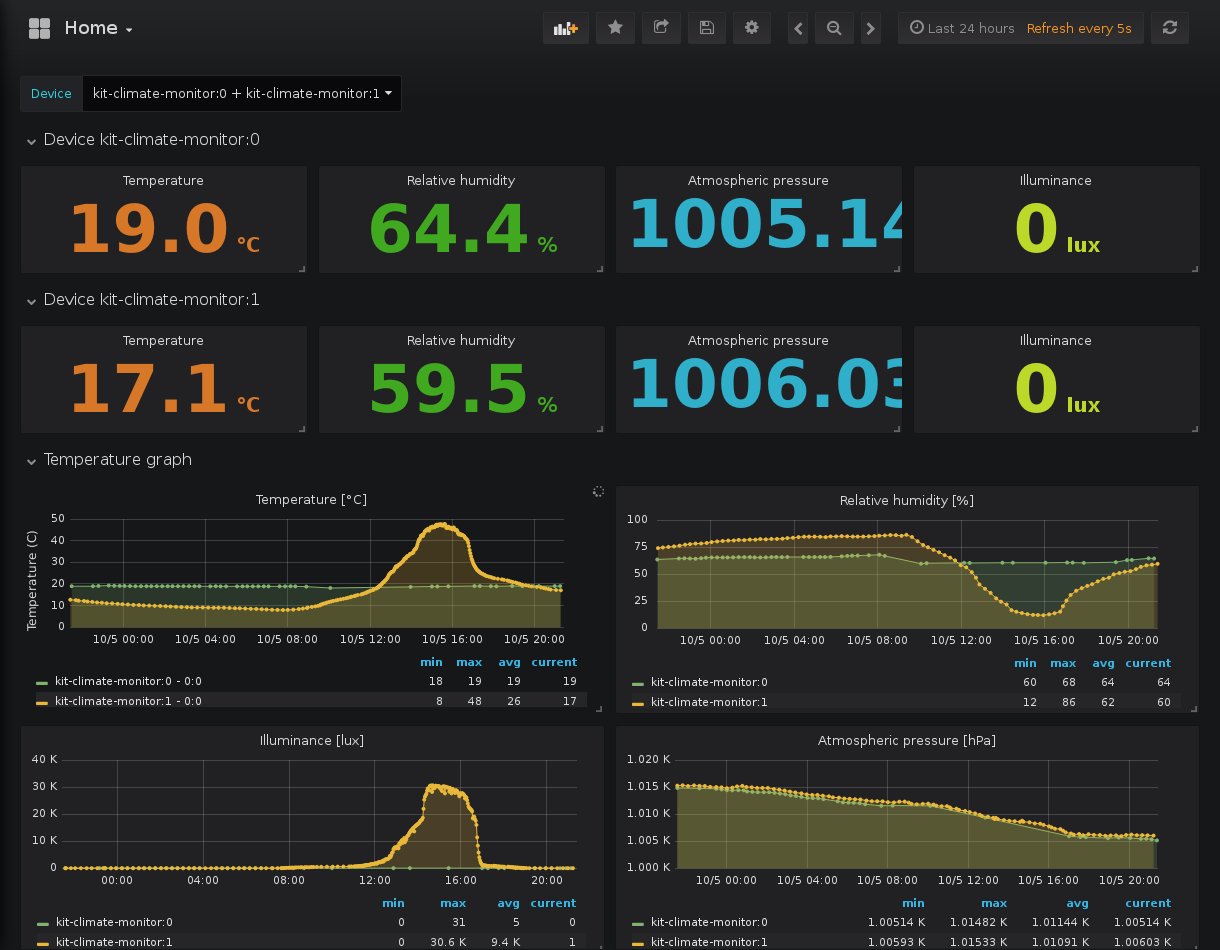 Home
Last 24 hours Refresh every 5s
Device kit-climate-monitor:0 + kit-climate-monitor:1
Device kit-climate-monitor:0
Temperature Relative humidity Atmospheric pressure Illuminance
19.0 °C 64.4 % 1005.14 0 lux
Device kit-climate-monitor:1
Temperature Relative humidity Atmospheric pressure Illuminance
17.1 °C 59.5 % 1006.03 0 lux
Temperature graph
Temperature [°C]
Temperature (C)
50
40
30
20
10
0
10/5 00:00 10/5 04:00 10/5 08:00 10/5 12:00 10/5 16:00 10/5 20:00
min max avg current
kit-climate-monitor:0 - 0:0 18 19 19 19
kit-climate-monitor:1 - 0:0 8 48 26 17
Relative humidity [%]
100
75
50
25
0
10/5 00:00 10/5 04:00 10/5 08:00 10/5 12:00 10/5 16:00 10/5 20:00
min max avg current
kit-climate-monitor:0 60 68 64 64
kit-climate-monitor:1 12 86 62 60
Illuminance [lux]
40 K
30 K
20 K
10 K
0
00:00 04:00 08:00 12:00 16:00 20:00
min max avg current
kit-climate-monitor:0 0 31 5 0
kit-climate-monitor:1 0 30.6 K 9.4 K 1
Atmospheric pressure [hPa]
1.020 K
1.015 K
1.010 K
1.005 K
1.000 K
10/5 00:00 10/5 04:00 10/5 08:00 10/5 12:00 10/5 16:00 10/5 20:00
min max avg current
kit-climate-monitor:0 1.00514 K 1.01482 K 1.01144 K 1.00514 K
kit-climate-monitor:1 1.00593 K 1.01533 K 1.01091 K 1.00603 K